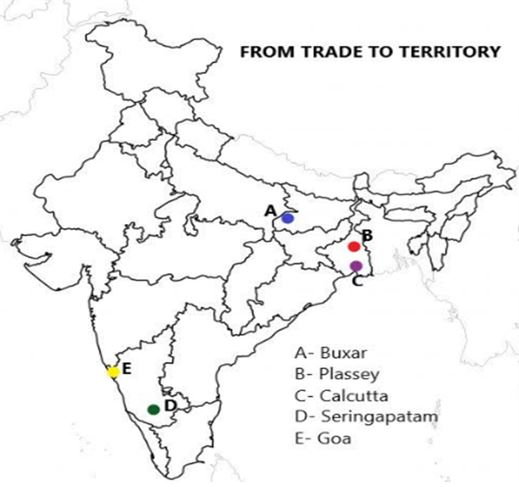 FROM TRADE TO TERRITORY
A
B
C
E
D
A- Buxar
B- Plassey
C- Calcutta
D- Seringapatam
E- Goa